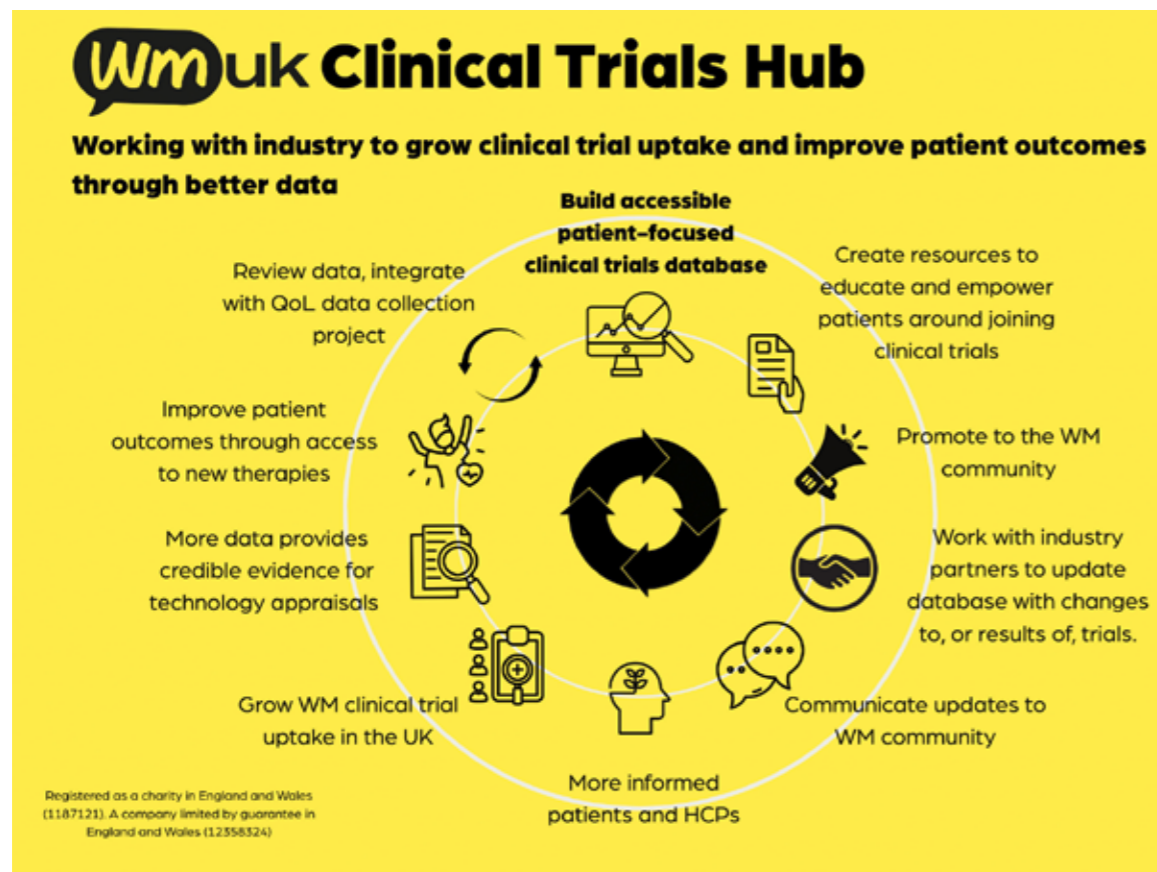 Wmuk Clinical Trials Hub
Working with industry to grow clinical trial uptake and improve patient outcomes
through better data
Build accessible
patient-focused
clinical trials database
Create resources to
educate and empower
patients around joining
clinical trials
Promote to the WM
community
Work with industry
partners to update
database with changes
to, or results of, trials.
Communicate updates to
WM community
More informed
patients and HCPs
Grow WM clinical trial
uptake in the UK
More data provides
credible evidence for
technology appraisals
Improve patient
outcomes through access
to new therapies
Review data, integrate
with QoL data collection
project
Registered as a charity in England and Wales
(1187121). A company limited by guarantee in
England and Wales (12358324)